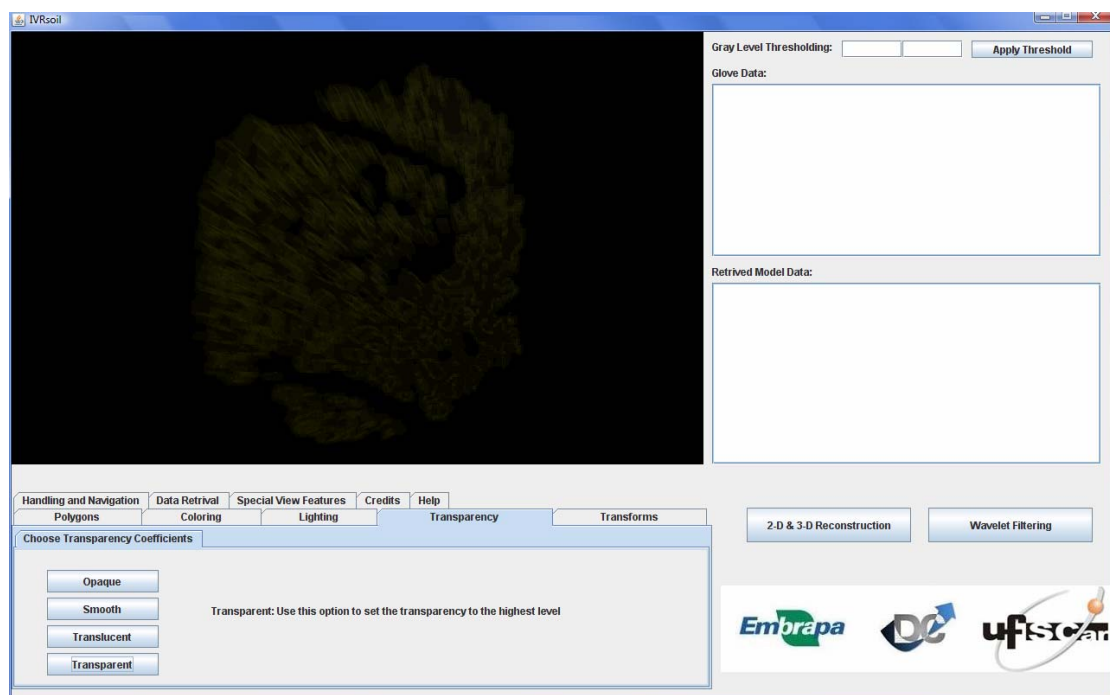 IVRsoil
Gray Level Thresholding:
Apply Threshold
Glove Data:
Retrived Model Data:
Handling and Navigation
Data Retrival
Special View Features
Credits
Help
Polygons
Coloring
Lighting
Transparency
Transforms
Choose Transparency Coefficients
Opaque
Smooth
Translucent
Transparent
Transparent: Use this option to set the transparency to the highest level
2-D & 3-D Reconstruction
Wavelet Filtering
Embrapa
DC
ufscar